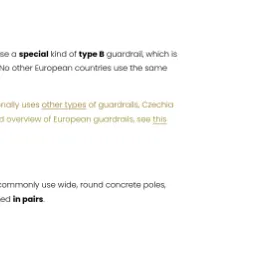 se a special kind of type B guardrail, which is
No other European countries use the same
nally uses other types of guardrails, Czechia
d overview of European guardrails, see this
commonly use wide, round concrete poles,
ed in pairs.